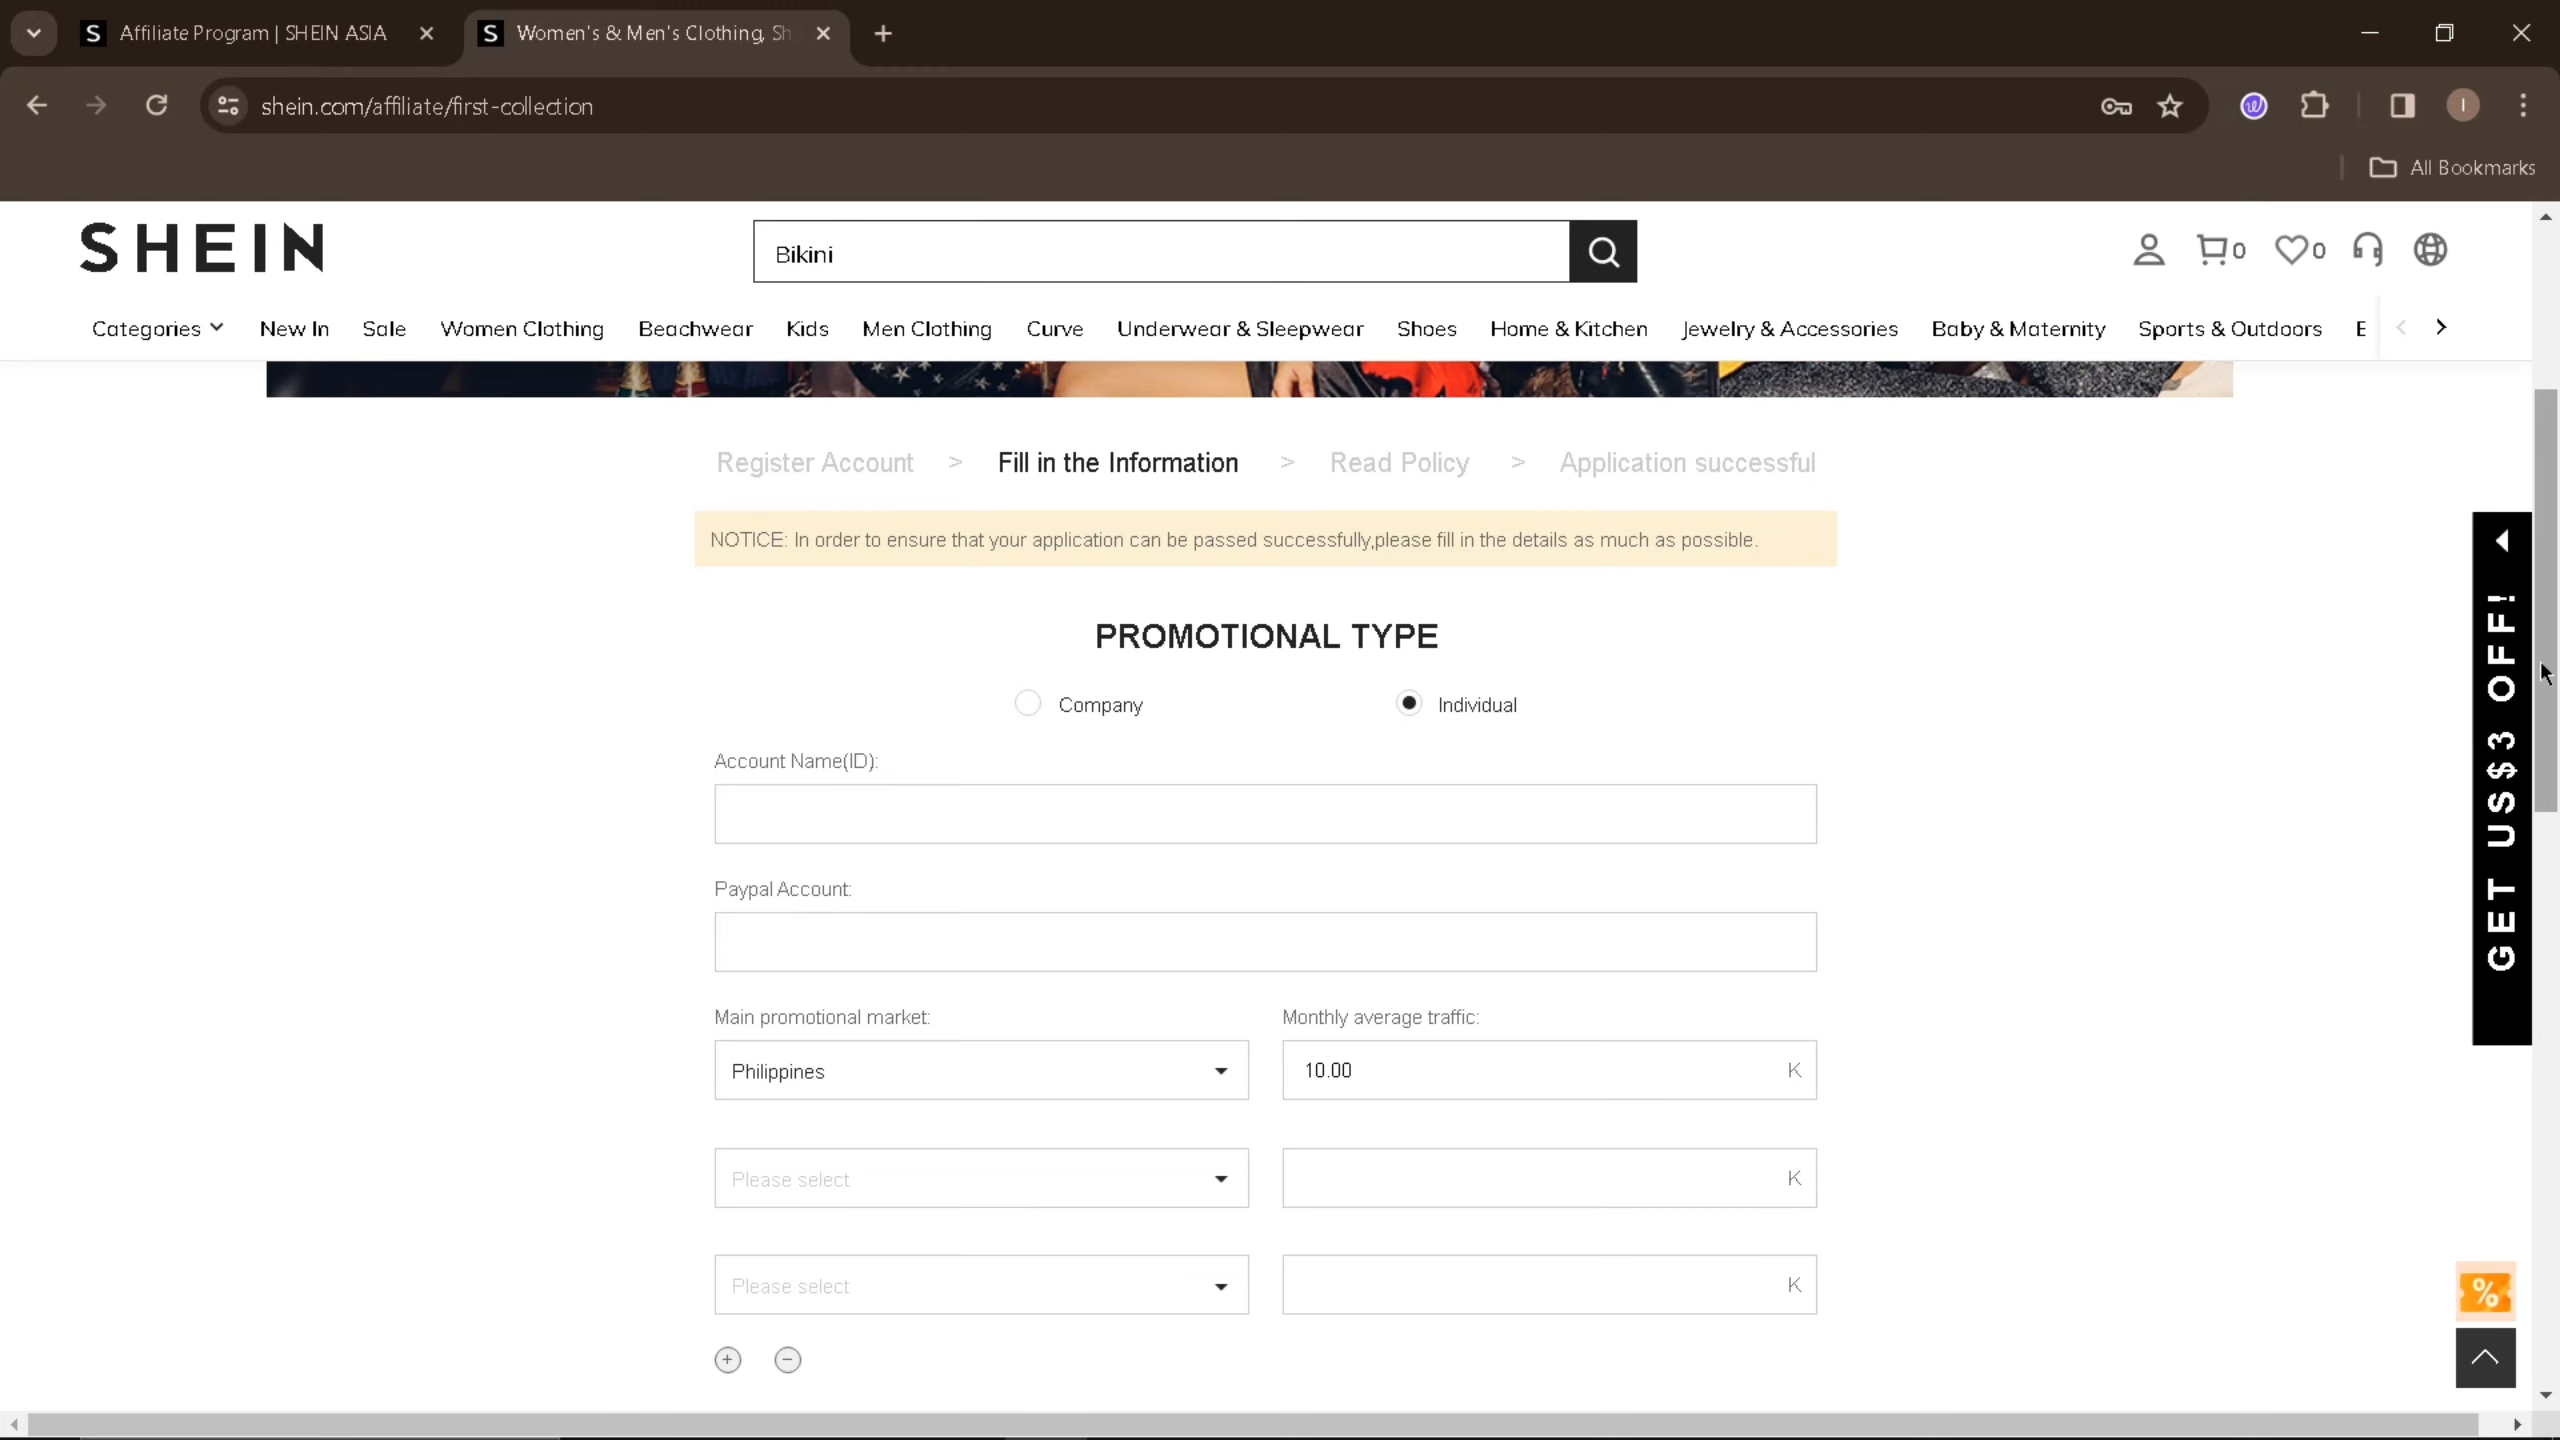 Affiliate Program | SHEIN ASIA
Women's & Men's Clothing, Sh
shein.com/affiliate/first-collection
All Bookmarks
SHEIN
Bikini
0
0
Categories New In Sale Women Clothing Beachwear Kids Men Clothing Curve Underwear & Sleepwear Shoes Home & Kitchen Jewelry & Accessories Baby & Maternity Sports & Outdoors E
Register Account > Fill in the Information > Read Policy > Application successful
NOTICE: In order to ensure that your application can be passed successfully,please fill in the details as much as possible.
PROMOTIONAL TYPE
Company Individual
Account Name(ID):
Paypal Account:
Main promotional market: Monthly average traffic:
Philippines 10.00 K
Please select K
Please select K
GET US$3 OFF!
%